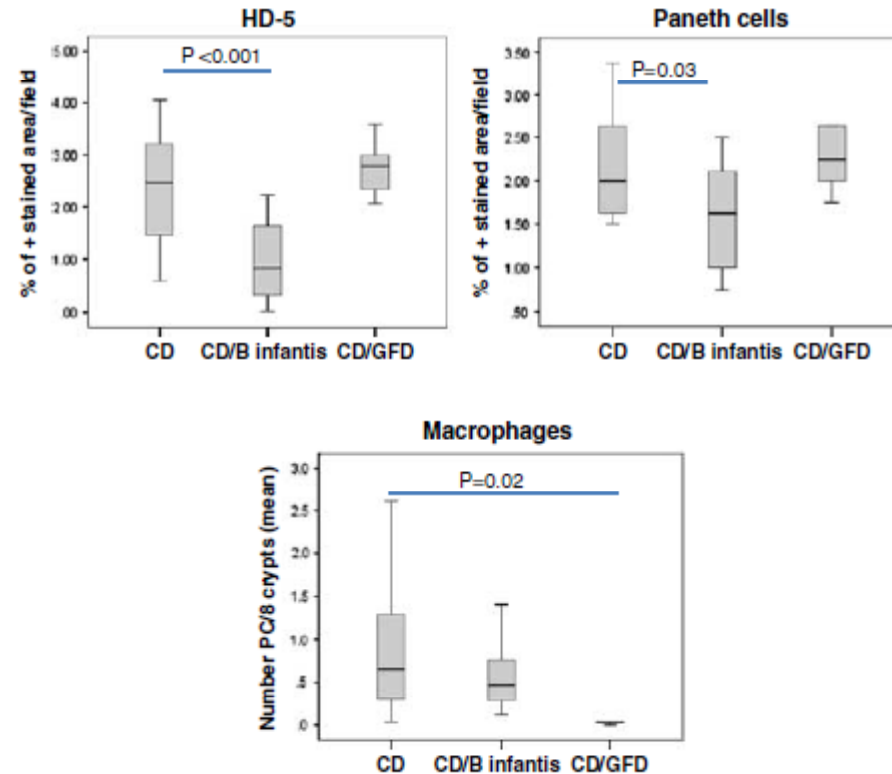 HD-5
% of + stained area/field
5.00
4.00
3.00
2.00
1.00
.00
P <0.001
CD CD/B infantis CD/GFD
Paneth cells
% of + stained area/field
3.50
3.00
2.50
2.00
1.50
1.00
.50
P=0.03
CD CD/B infantis CD/GFD
Macrophages
Number PC/8 crypts (mean)
3.0
2.5
2.0
1.5
1.0
.5
.0
P=0.02
CD CD/B infantis CD/GFD